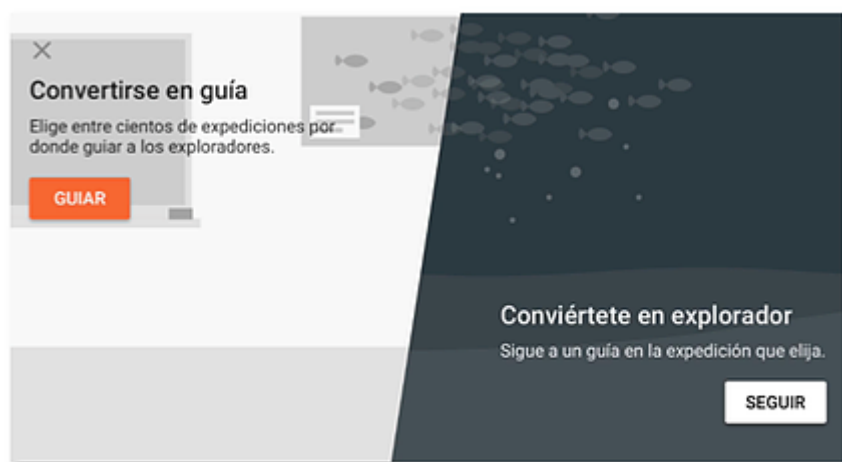 Convertirse en guía
Elige entre cientos de expediciones por
donde guiar a los exploradores.
GUIAR
Conviértete en explorador
Sigue a un guía en la expedición que elija.
SEGUIR